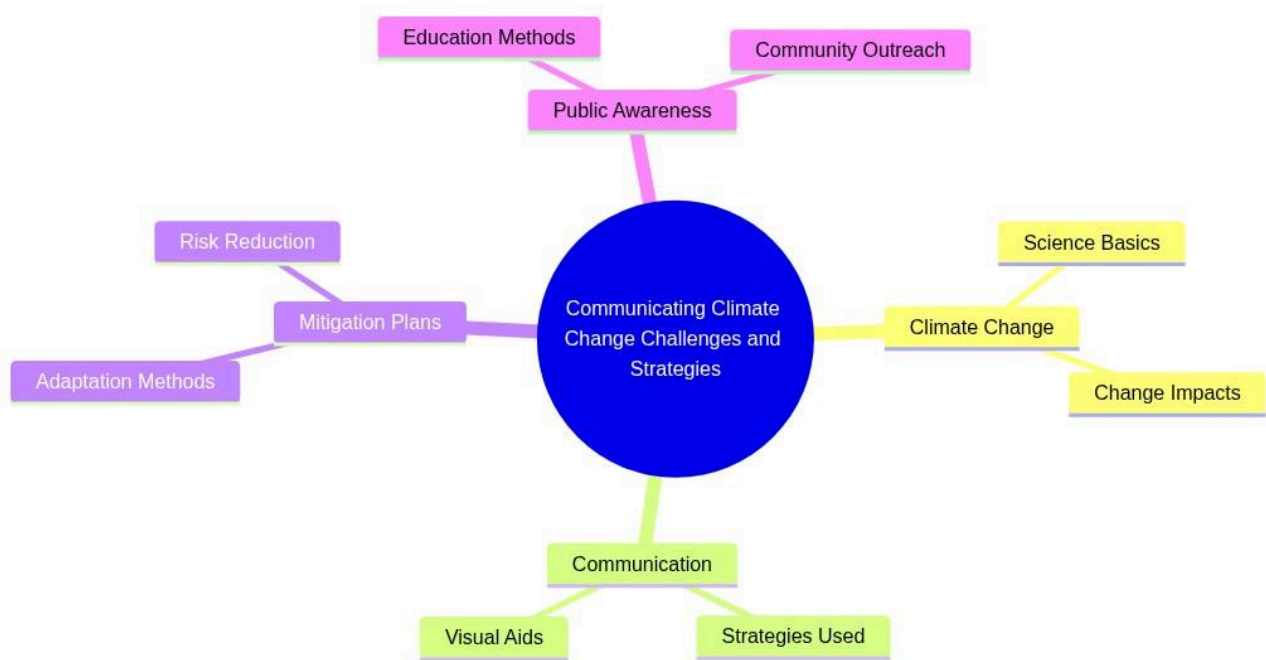 Education Methods
Community Outreach
Public Awareness
Risk Reduction
Science Basics
Communicating Climate
Change Challenges and
Strategies
Mitigation Plans
Climate Change
Adaptation Methods
Change Impacts
Communication
Visual Aids
Strategies Used